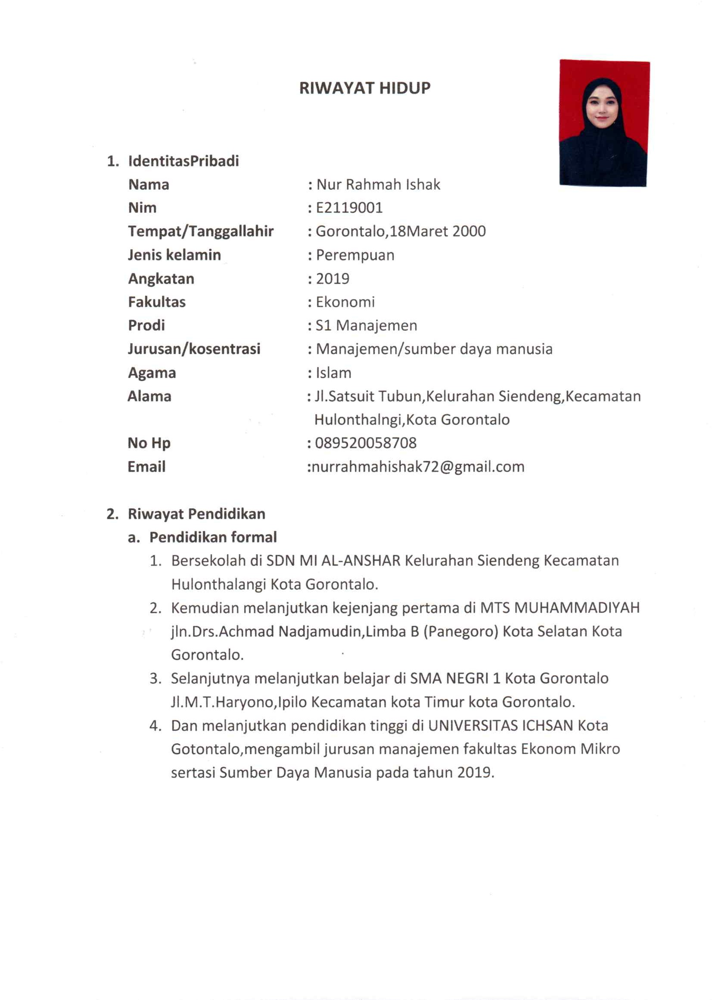 RIWAYAT HIDUP
1. IdentitasPribadi
Nama : Nur Rahmah Ishak
Nim : E2119001
Tempat/Tanggallahir : Gorontalo,18Maret 2000
Jenis kelamin : Perempuan
Angkatan : 2019
Fakultas : Ekonomi
Prodi : S1 Manajemen
Jurusan/kosentrasi : Manajemen/sumber daya manusia
Agama : Islam
Alama : Jl.Satsuit Tubun,Kelurahan Siendeng,Kecamatan
Hulonthalngi,Kota Gorontalo
No Hp : 089520058708
Email :nurrahmahishak72@gmail.com
2. Riwayat Pendidikan
a. Pendidikan formal
1. Bersekolah di SDN MI AL-ANSHAR Kelurahan Siendeng Kecamatan
Hulonthalangi Kota Gorontalo.
2. Kemudian melanjutkan kejenjang pertama di MTS MUHAMMADIYAH
jln.Drs.Achmad Nadjamudin,Limba B (Panegoro) Kota Selatan Kota
Gorontalo.
3. Selanjutnya melanjutkan belajar di SMA NEGRI 1 Kota Gorontalo
Jl.M.T.Haryono,Ipilo Kecamatan kota Timur kota Gorontalo.
4. Dan melanjutkan pendidikan tinggi di UNIVERSITAS ICHSAN Kota
Gotontalo,mengambil jurusan manajemen fakultas Ekonom Mikro
sertasi Sumber Daya Manusia pada tahun 2019.